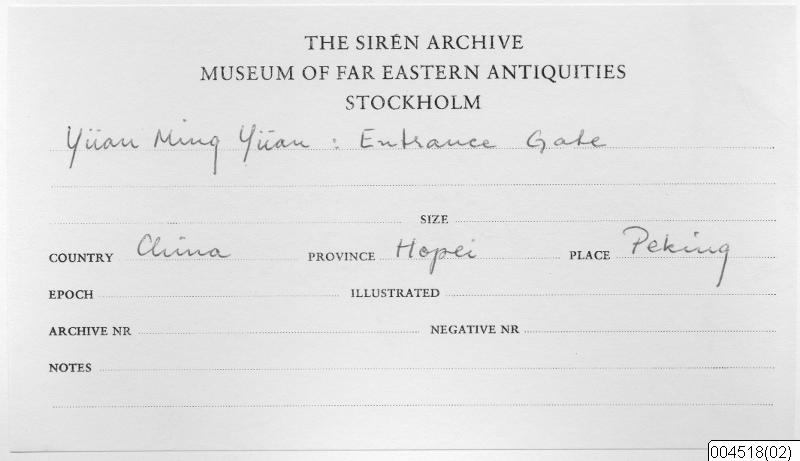 THE SIRÉN ARCHIVE
MUSEUM OF FAR EASTERN ANTIQUITIES
STOCKHOLM
Yüan Ming Yüan : Entrance Gate
SIZE
COUNTRY China PROVINCE Hopei PLACE Peking
EPOCH ILLUSTRATED
ARCHIVE NR NEGATIVE NR
NOTES
004518(02)